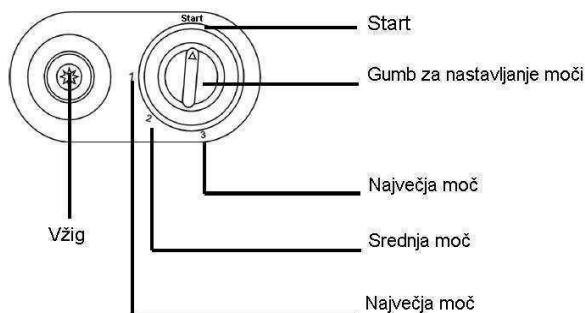 Start
Start
Gumb za nastavljanje moči
1
2
3
Največja moč
Vžig
Srednja moč
Največja moč